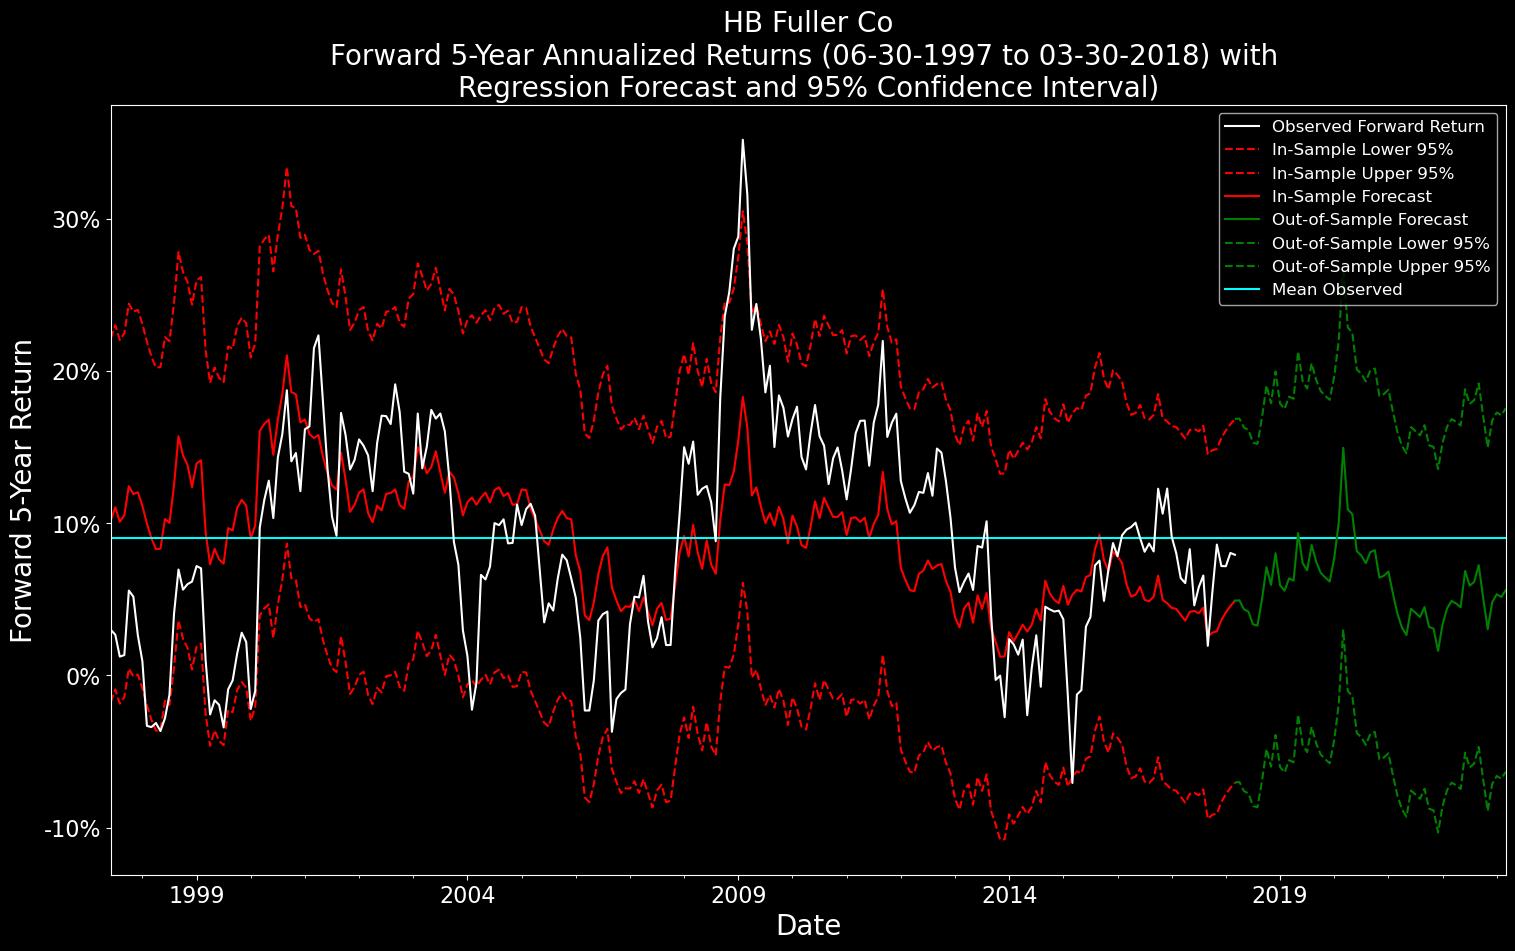 HB Fuller Co
Forward 5-Year Annualized Returns (06-30-1997 to 03-30-2018) with
Regression Forecast and 95% Confidence Interval)
Observed Forward Return
In-Sample Lower 95%
In-Sample Upper 95%
In-Sample Forecast
Out-of-Sample Forecast
Out-of-Sample Lower 95%
Out-of-Sample Upper 95%
Mean Observed
Forward 5-Year Return
30%
20%
10%
0%
-10%
1999 2004 2009 2014 2019
Date